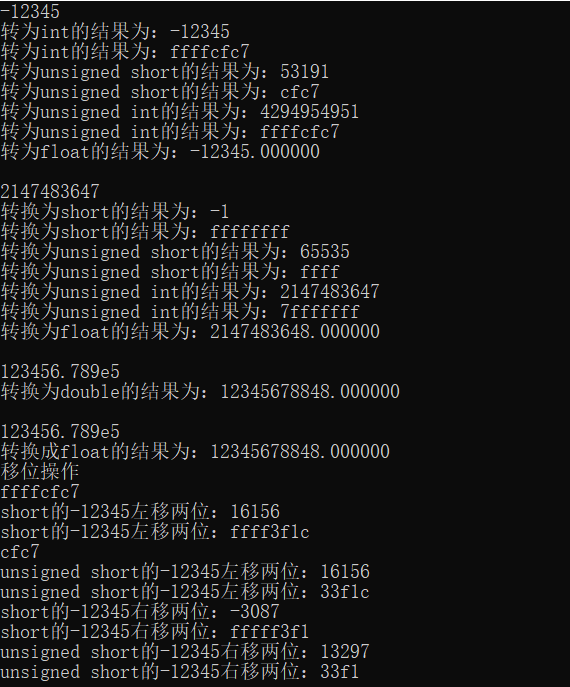 -12345
转为int的结果为：-12345
转为int的结果为：ffffcfc7
转为unsigned short的结果为：53191
转为unsigned short的结果为：cfc7
转为unsigned int的结果为：4294954951
转为unsigned int的结果为：ffffcfc7
转为float的结果为：-12345.000000
2147483647
转换为short的结果为：-1
转换为short的结果为：ffffffff
转换为unsigned short的结果为：65535
转换为unsigned short的结果为：ffff
转换为unsigned int的结果为：2147483647
转换为unsigned int的结果为：7fffffff
转换为float的结果为：2147483648.000000
123456.789e5
转换为double的结果为：12345678848.000000
123456.789e5
转换成float的结果为：12345678848.000000
移位操作
ffffcfc7
short的-12345左移两位：16156
short的-12345左移两位：ffff3f1c
cfc7
unsigned short的-12345左移两位：16156
unsigned short的-12345左移两位：33f1c
short的-12345右移两位：-3087
short的-12345右移两位：fffff3f1
unsigned short的-12345右移两位：13297
unsigned short的-12345右移两位：33f1